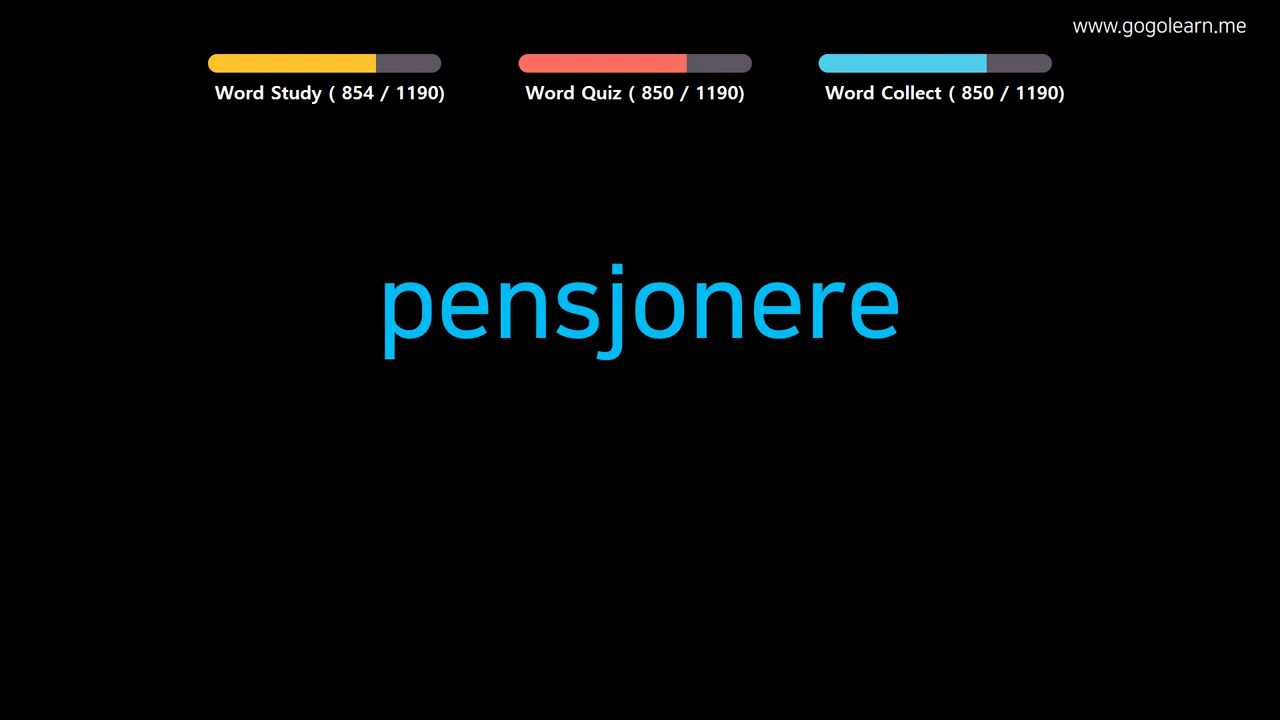 www.gogolearn.me
Word Study ( 854 / 1190)
Word Quiz ( 850 / 1190)
Word Collect ( 850 / 1190)
pensjonere